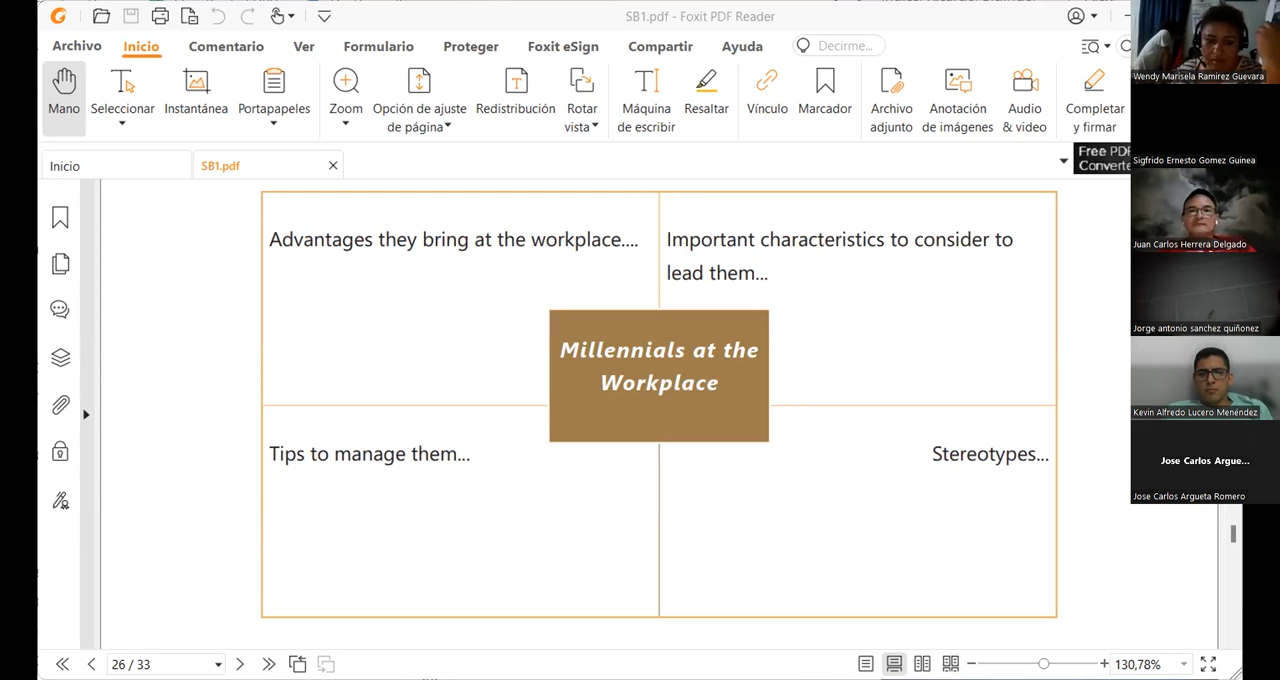 SB1.pdf - Foxit PDF Reader
Archivo Inicio Comentario Ver Formulario Proteger Foxit eSign Compartir Ayuda Decirme...
Mano Seleccionar Instantánea Portapapeles Zoom Opción de ajuste de página Redistribución Rotar vista Máquina de escribir Resaltar Vínculo Marcador Archivo adjunto Anotación de imágenes Audio & video Completar y firmar
Inicio SB1.pdf
Free PDF
Converte
Advantages they bring at the workplace....
Important characteristics to consider to
lead them...
Millennials at the
Workplace
Tips to manage them...
Stereotypes...
26 / 33
130,78%
Wendy Marisela Ramirez Guevara
Sigfrido Ernesto Gomez Guinea
Juan Carlos Herrera Delgado
Jorge antonio sanchez quiñonez
Kevin Alfredo Lucero Menéndez
Jose Carlos Argue...
Jose Carlos Argueta Romero